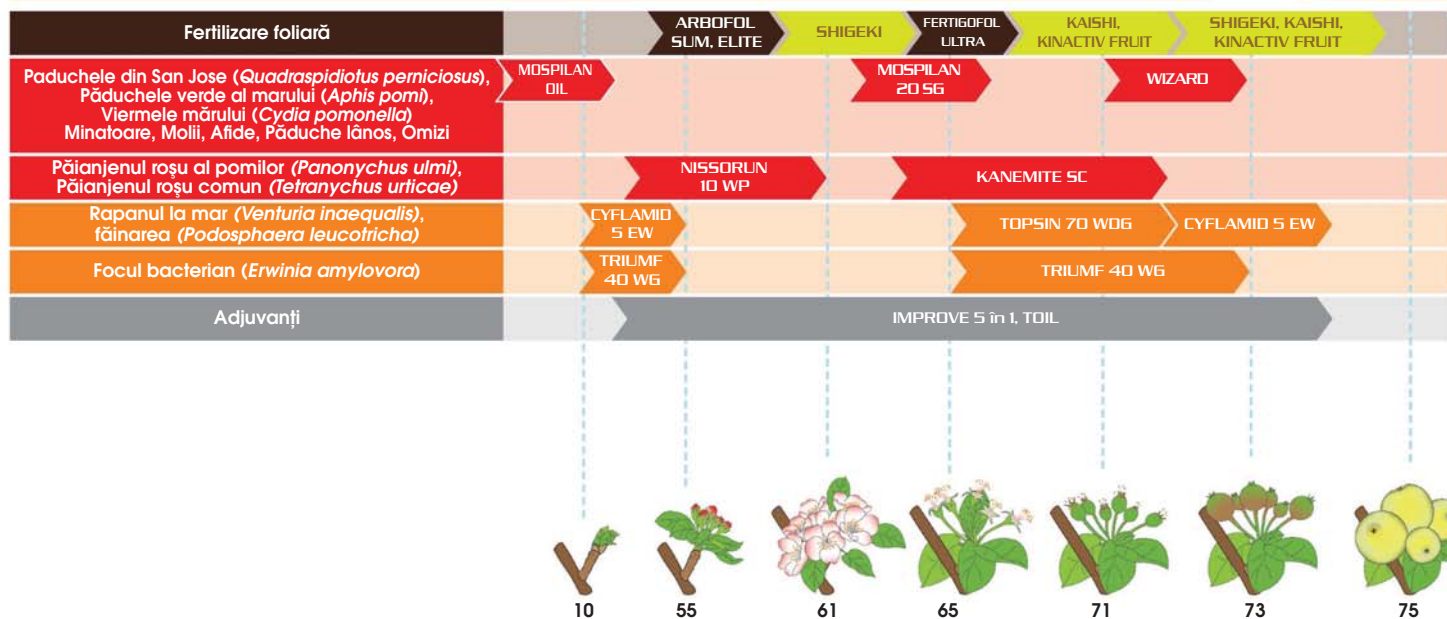 Fertilizare foliară
ARBOFOL
SUM, ELITE
SHIGEKI
FERTIGOFOL
ULTRA
KAISHI,
KINACTIV FRUIT
SHIGEKI, KAISHI,
KINACTIV FRUIT
Paduchele din San Jose (Quadraspidiotus perniciosus),
Păduchele verde al marului (Aphis pomi),
Viermele mărului (Cydia pomonella)
Minatoare, Molii, Afide, Păduche lânos, Omizi
MOSPILAN
OIL
MOSPILAN
20 SG
WIZARD
Păianjenul roșu al pomilor (Panonychus ulmi),
Păianjenul roșu comun (Tetranychus urticae)
NISSORUN
10 WP
KANEMITE SC
Rapanul la mar (Venturia inaequalis),
făinarea (Podosphaera leucotricha)
CYFLAMID
5 EW
TOPSIN 70 WDG
CYFLAMID 5 EW
Focul bacterian (Erwinia amylovora)
TRIUMF
40 WG
TRIUMF 40 WG
Adjuvanți
IMPROVE 5 în 1, TOIL
10
55
61
65
71
73
75